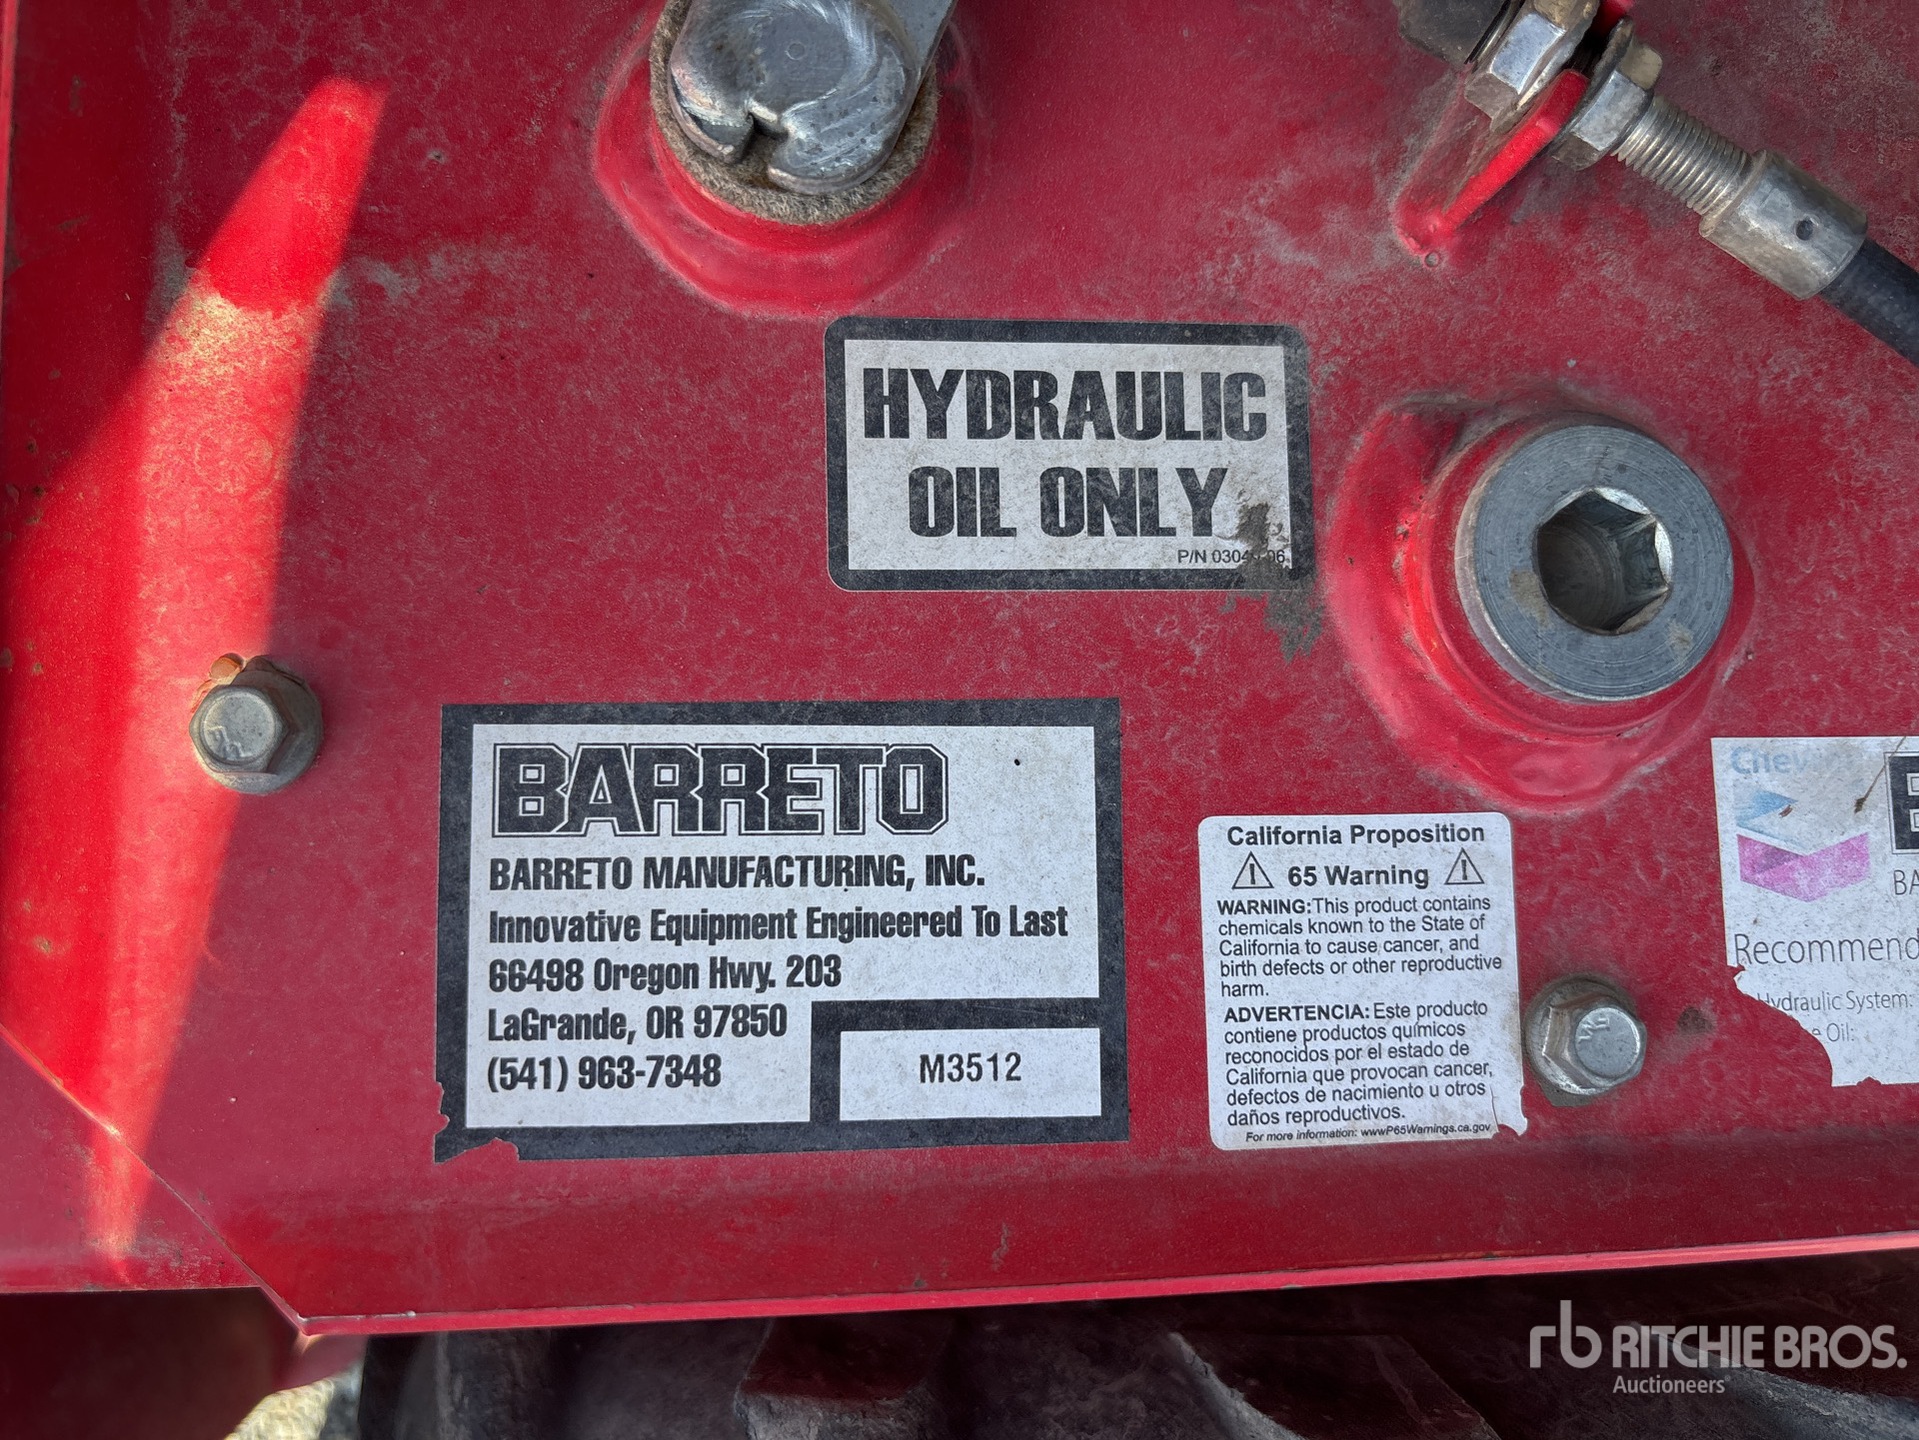 HYDRAULIC
OIL ONLY
P/N
BARRETO
BARRETO MANUFACTURING, INC.
Innovative Equipment Engineered To Last
66498 Oregon Hwy. 203
LaGrande, OR 97850
(541) 963-7348
M3512
California Proposition
65 Warning
WARNING: This product contains
chemicals known to the State of
California to cause cancer, and
birth defects or other reproductive
harm.
ADVERTENCIA: Este producto
contiene productos químicos
reconocidos por el estado de
California que provocan cancer,
defectos de nacimiento u otros
daños reproductivos.
For more information: wwwP65Warnings.ca.gov
Hydraulic System:
Oil:
rb RITCHIE BROS.
Auctioneers